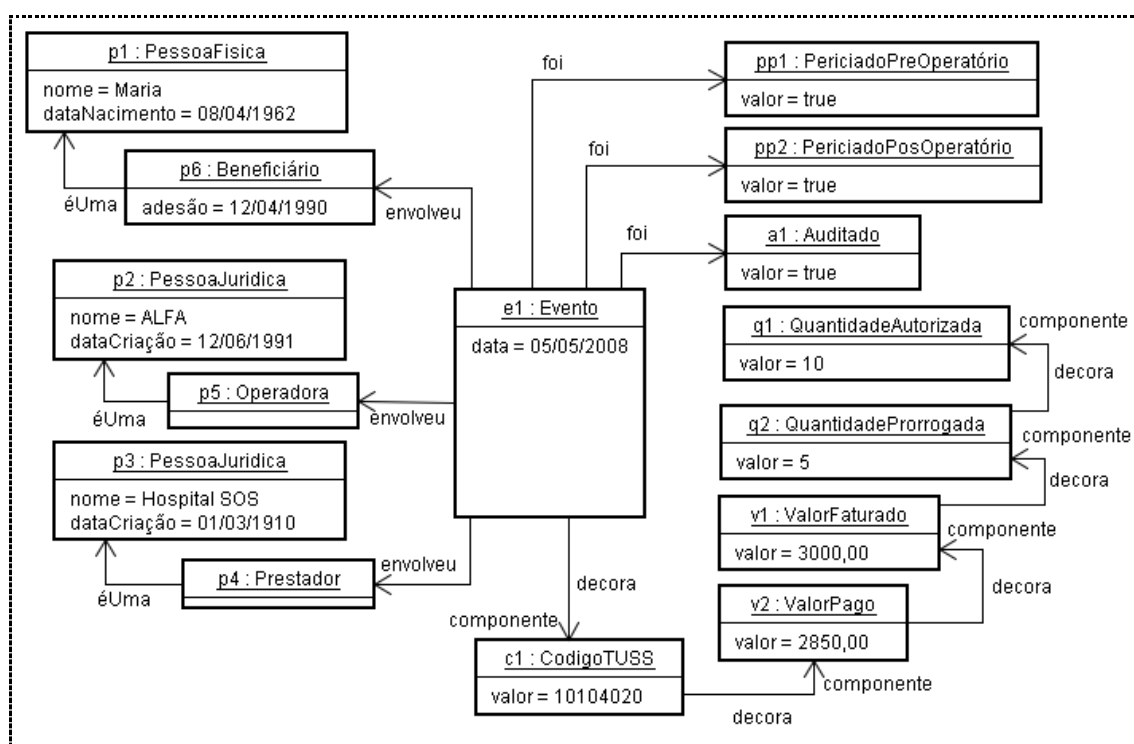 p1 : PessoaFisica
nome = Maria
dataNacimento = 08/04/1962
p6 : Beneficiário
adesão = 12/04/1990
éUma
envolveu
p2 : PessoaJuridica
nome = ALFA
dataCriação = 12/06/1991
p5 : Operadora
éUma
envolveu
p3 : PessoaJuridica
nome = Hospital SOS
dataCriação = 01/03/1910
p4 : Prestador
éUma
envolveu
e1 : Evento
data = 05/05/2008
foi
pp1 : PericiadoPreOperatório
valor = true
foi
pp2 : PericiadoPosOperatório
valor = true
foi
a1 : Auditado
valor = true
q1 : QuantidadeAutorizada
valor = 10
componente
decora
q2 : QuantidadeProrrogada
valor = 5
componente
decora
v1 : ValorFaturado
valor = 3000,00
componente
decora
v2 : ValorPago
valor = 2850,00
componente
decora
decora
componente
c1 : CodigoTUSS
valor = 10104020